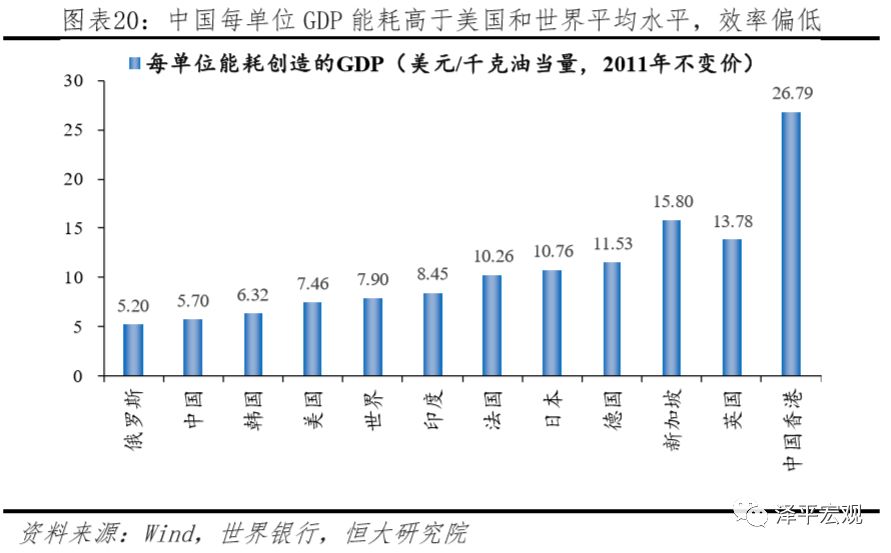 图表20：中国每单位 GDP 能耗高于美国和世界平均水平，效率偏低
每单位能耗创造的GDP（美元/千克油当量，2011年不变价）
30
25
20
15
10
5
0
5.20
5.70
6.32
7.46
7.90
8.45
10.26
10.76
11.53
15.80
13.78
26.79
俄罗斯
中国
韩国
美国
世界
印度
法国
日本
德国
新加坡
英国
中国香港
泽平宏观
资料来源：Wind，世界银行，恒大研究院